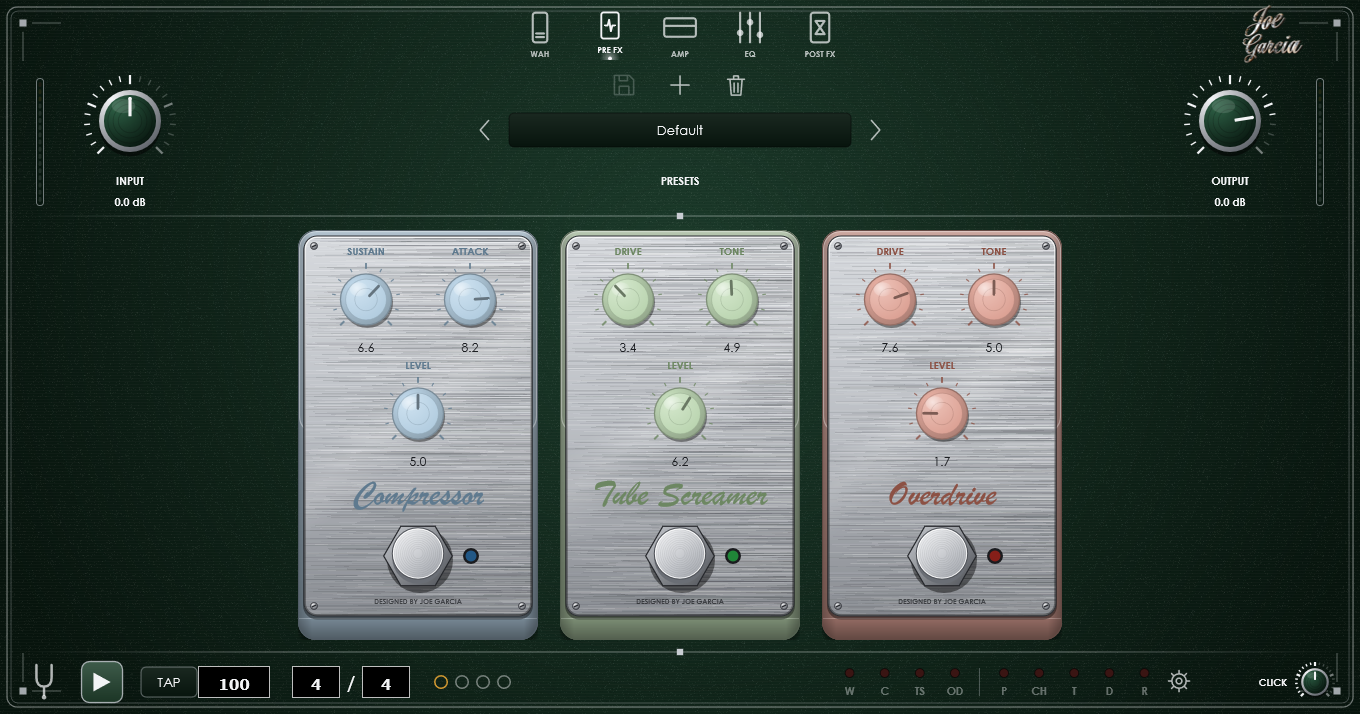 WAH PRE FX AMP EQ POST FX
Joe
Garcia
Default
INPUT PRESETS OUTPUT
0.0 dB 0.0 dB
SUSTAIN ATTACK DRIVE TONE DRIVE TONE
6.6 8.2 3.4 4.9 7.6 5.0
LEVEL LEVEL LEVEL
5.0 6.2 1.7
Compressor Tube Screamer Overdrive
DESIGNED BY JOE GARCIA DESIGNED BY JOE GARCIA DESIGNED BY JOE GARCIA
TAP 100 4 / 4 CLICK
W C TS OD P CH T D R